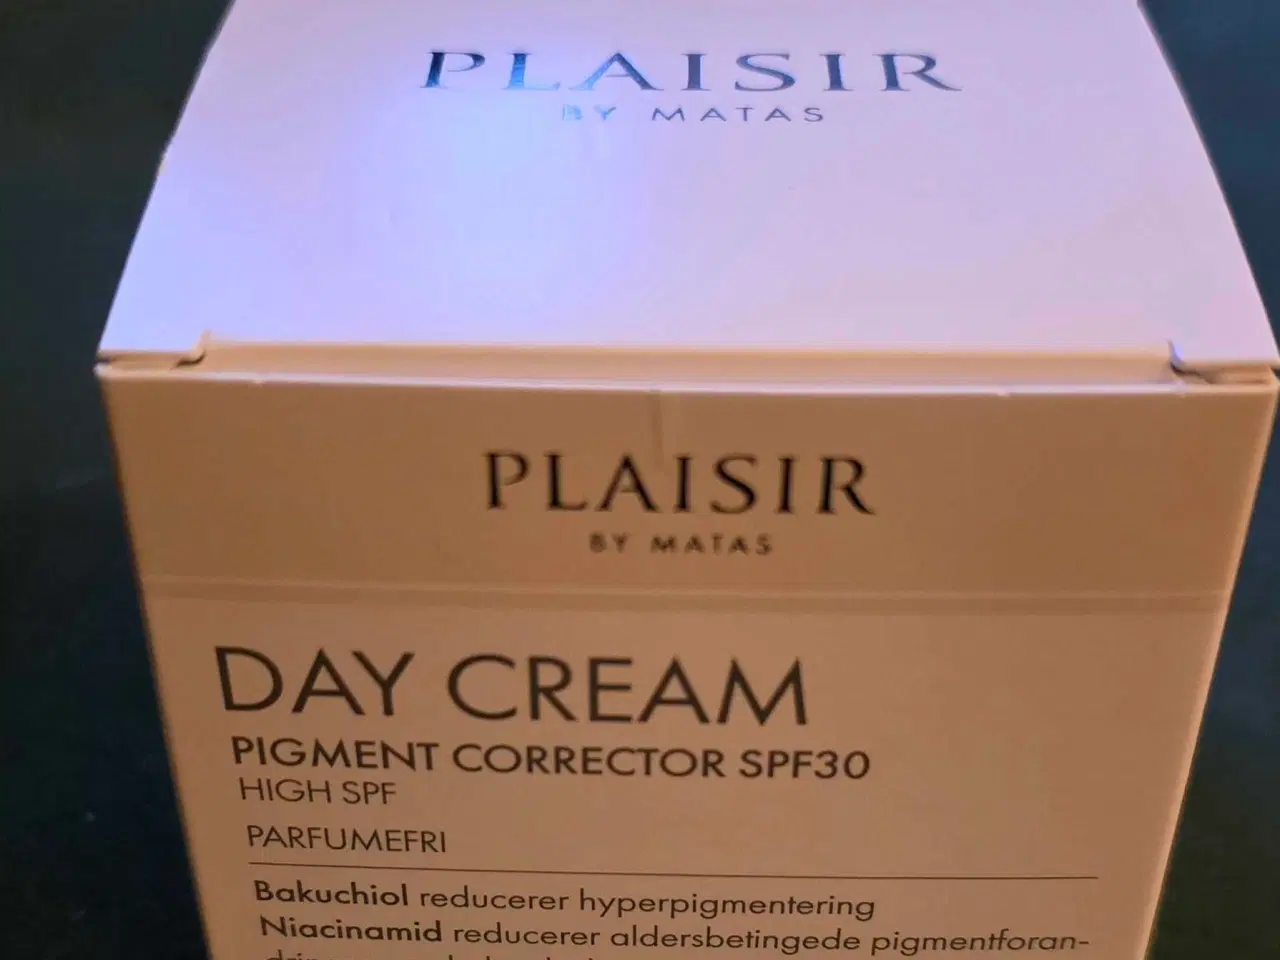 PLAISIR
BY MATAS
PLAISIR
BY MATAS
DAY CREAM
PIGMENT CORRECTOR SPF30
HIGH SPF
PARFUMEFRI
Bakuchiol reducerer hyperpigmentering
Niacinamid reducerer aldersbetingede pigmentforan-